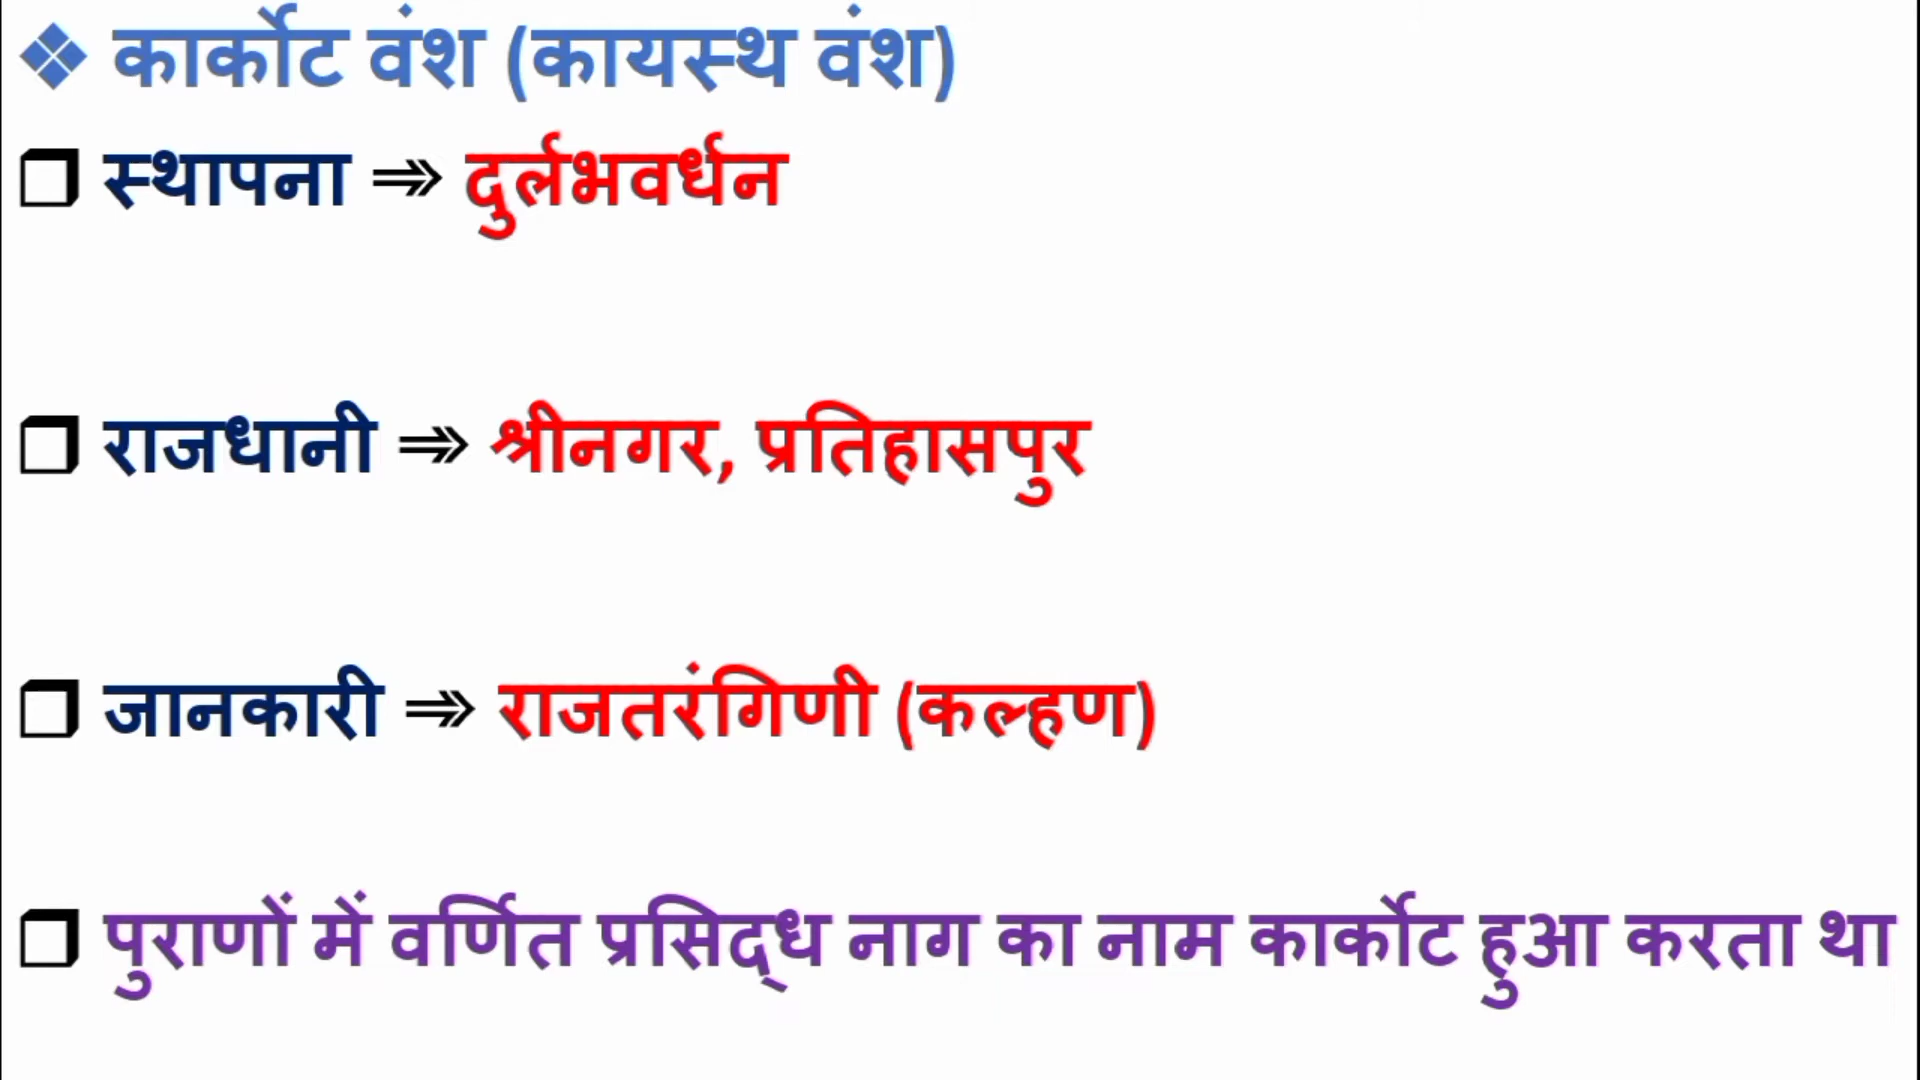 ❖ कार्कोट वंश (कायस्थ वंश)
❒ स्थापना ⇒ दुर्लभवर्धन
❒ राजधानी ⇒ श्रीनगर, प्रतिहासपुर
❒ जानकारी ⇒ राजतरंगिणी (कल्हण)
❒ पुराणों में वर्णित प्रसिद्ध नाग का नाम कार्कोट हुआ करता था